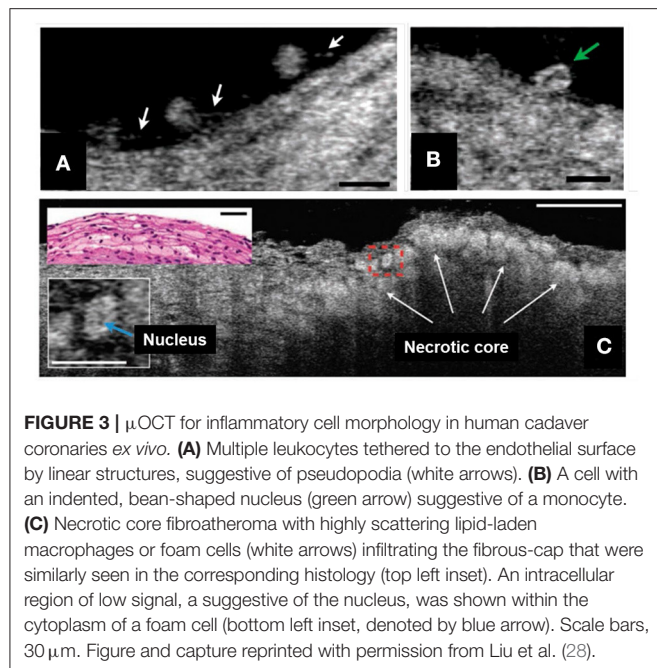 A
B
Nucleus
Necrotic core
C
FIGURE 3 | μOCT for inflammatory cell morphology in human cadaver
coronaries ex vivo. (A) Multiple leukocytes tethered to the endothelial surface
by linear structures, suggestive of pseudopodia (white arrows). (B) A cell with
an indented, bean-shaped nucleus (green arrow) suggestive of a monocyte.
(C) Necrotic core fibroatheroma with highly scattering lipid-laden
macrophages or foam cells (white arrows) infiltrating the fibrous-cap that were
similarly seen in the corresponding histology (top left inset). An intracellular
region of low signal, a suggestive of the nucleus, was shown within the
cytoplasm of a foam cell (bottom left inset, denoted by blue arrow). Scale bars,
30 μm. Figure and capture reprinted with permission from Liu et al. (28).